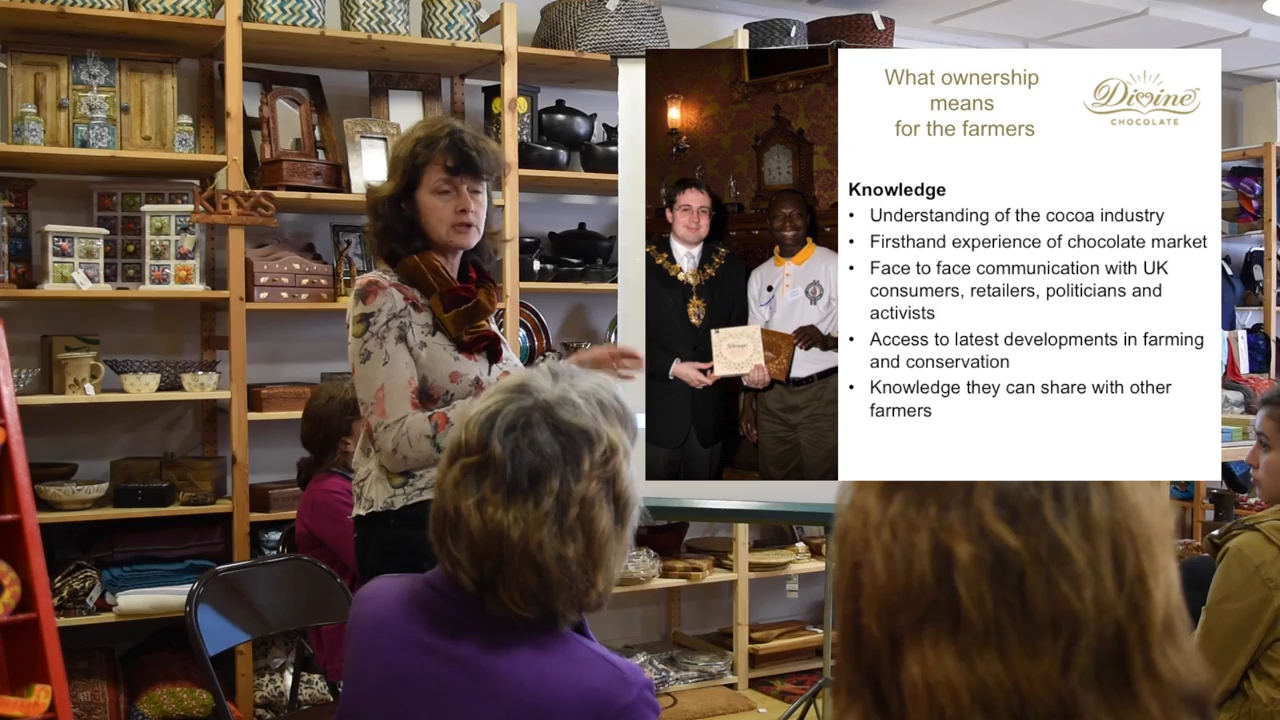 KEYS
What ownership
means
for the farmers
Divine
CHOCOLATE
Knowledge
• Understanding of the cocoa industry
• Firsthand experience of chocolate market
• Face to face communication with UK
consumers, retailers, politicians and
activists
• Access to latest developments in farming
and conservation
• Knowledge they can share with other
farmers